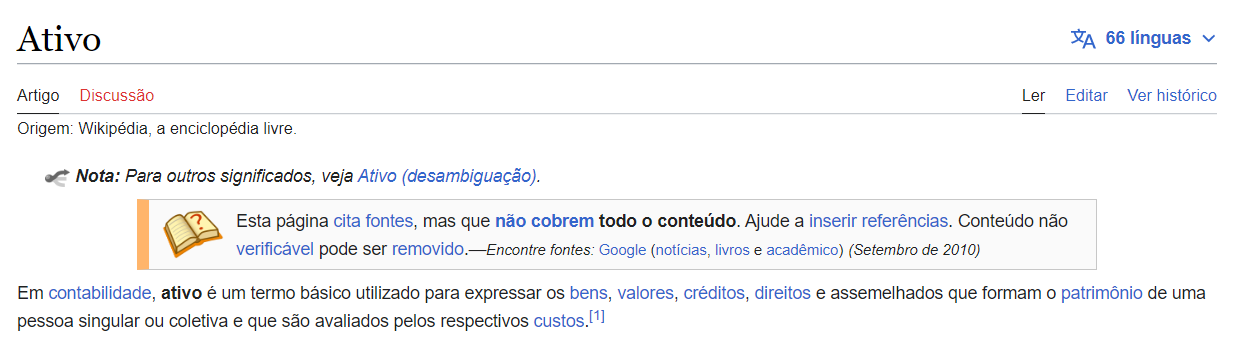 Ativo
66 línguas
Artigo Discussão Ler Editar Ver histórico
Origem: Wikipédia, a enciclopédia livre.
Nota: Para outros significados, veja Ativo (desambiguação).
Esta página cita fontes, mas que não cobrem todo o conteúdo. Ajude a inserir referências. Conteúdo não
verificável pode ser removido.—Encontre fontes: Google (notícias, livros e acadêmico) (Setembro de 2010)
Em contabilidade, ativo é um termo básico utilizado para expressar os bens, valores, créditos, direitos e assemelhados que formam o patrimônio de uma
pessoa singular ou coletiva e que são avaliados pelos respectivos custos.[1]